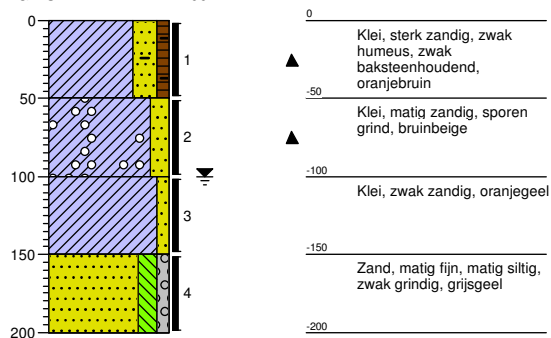 0
50
100
150
200
1
2
3
4
0
Klei, sterk zandig, zwak
humeus, zwak
baksteenhoudend,
oranjebruin
-50
Klei, matig zandig, sporen
grind, bruinbeige
-100
Klei, zwak zandig, oranjegeel
-150
Zand, matig fijn, matig siltig,
zwak grindig, grijsgeel
-200